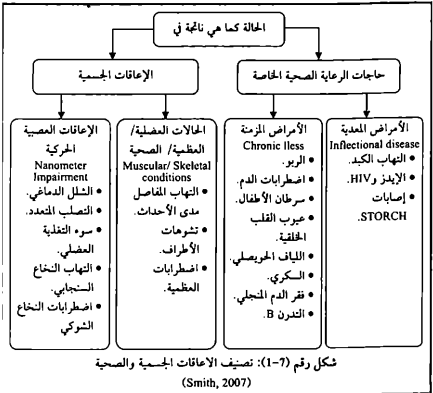 الحالة كما هي ناتجة في
حاجات الرعاية الصحية الخاصة
الإعاقات الجسمية
الأمراض المعدية
Inflectional disease
• التهاب الكبد.
• الإيدز وHIV.
• إصابات
STORCH.
الأمراض المزمنة
Chronic Iless
• الربو.
• اضطرابات الدم.
• سرطان الأطفال.
• عيوب القلب
الخلقية.
• اللياف الحويصلي.
• السكري.
• فقر الدم المنجلي.
• التدرن B.
الحالات العضلية/
العظمية/ الصحية
Muscular/ Skeletal
conditions
• التهاب المفاصل
مدى الأحداث.
• تشوهات
الأطراف.
• اضطرابات
العظمية.
الإعاقات العصبية
الحركية
Nanometer
Impairment
• الشلل الدماغي.
• التصلب المتعدد.
• سوء التغذية
العضلي.
• التهاب النخاع
السنجابي.
• اضطرابات النخاع
الشوكي
شكل رقم (7-1): تصنيف الاعاقات الجسمية والصحية
(Smith, 2007)